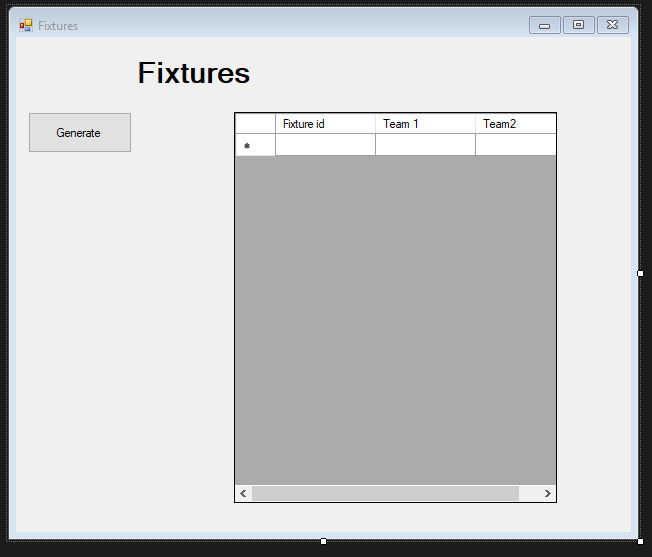 Fixtures
Fixtures
Generate
Fixture id Team 1 Team2